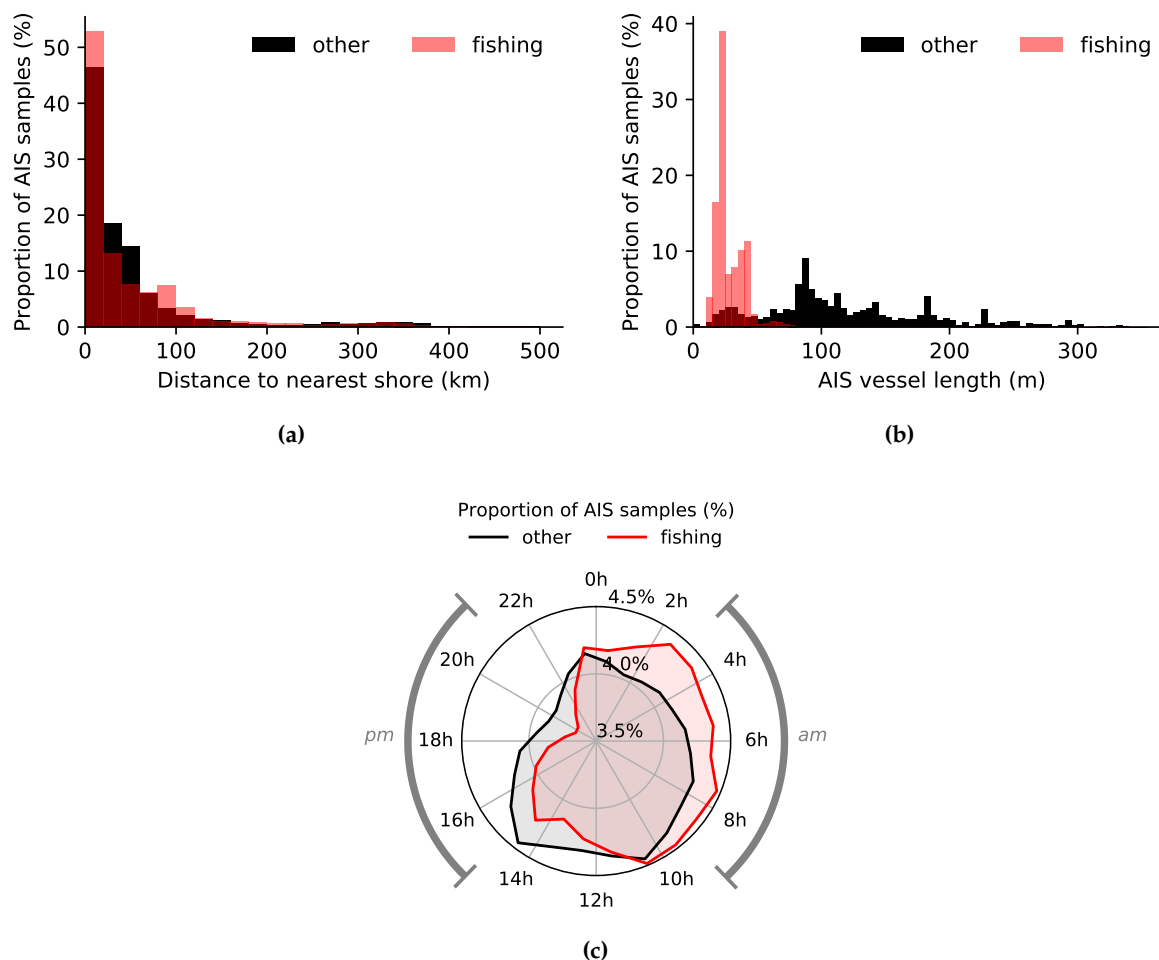 Proportion of AIS samples (%)
other fishing
50
40
30
20
10
0
0 100 200 300 400 500
Distance to nearest shore (km)
(a)
Proportion of AIS samples (%)
other fishing
40
30
20
10
0
0 100 200 300
AIS vessel length (m)
(b)
Proportion of AIS samples (%)
other fishing
0h
22h 4.5% 2h
20h 4.0% 4h
pm 18h 3.5% 6h am
16h 8h
14h 10h
12h
(c)